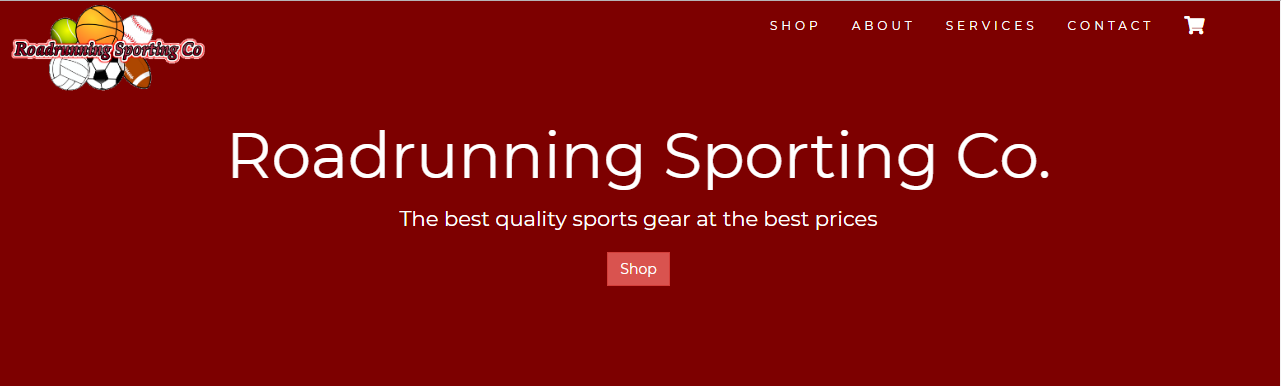 Roadrunning Sporting Co
SHOP ABOUT SERVICES CONTACT
Roadrunning Sporting Co.
The best quality sports gear at the best prices
Shop